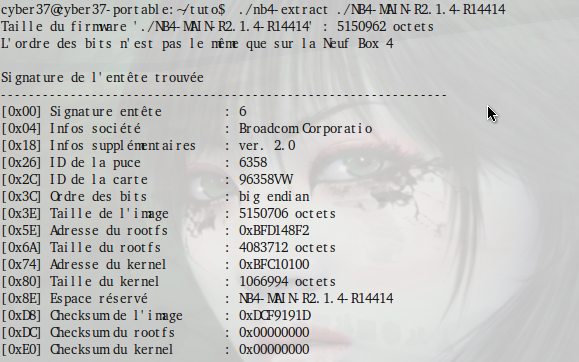 cyber37@cyber37-portable:~/tuto$ ./nb4-extract ./NB4-MAIN-R2.1.4-R14414
Taille du firmware './NB4-MAIN-R2.1.4-R14414' : 5150962 octets
L'ordre des bits n'est pas le même que sur la Neuf Box 4
Signature de l'entête trouvée
--------------------------------------------------------------------
[0x00] Signature entête : 6
[0x04] Infos société : Broadcom Corporatio
[0x18] Infos supplémentaires : ver. 2.0
[0x26] ID de la puce : 6358
[0x2C] ID de la carte : 96358VW
[0x3C] Ordre des bits : big endian
[0x3E] Taille de l'image : 5150706 octets
[0x5E] Adresse du rootfs : 0xBFD148F2
[0x6A] Taille du rootfs : 4083712 octets
[0x74] Adresse du kernel : 0xBFC10100
[0x80] Taille du kernel : 1066994 octets
[0x8E] Espace réservé : NB4-MAIN-R2.1.4-R14414
[0xD8] Checksum de l'image : 0xDCF9191D
[0xDC] Checksum du rootfs : 0x00000000
[0xE0] Checksum du kernel : 0x00000000